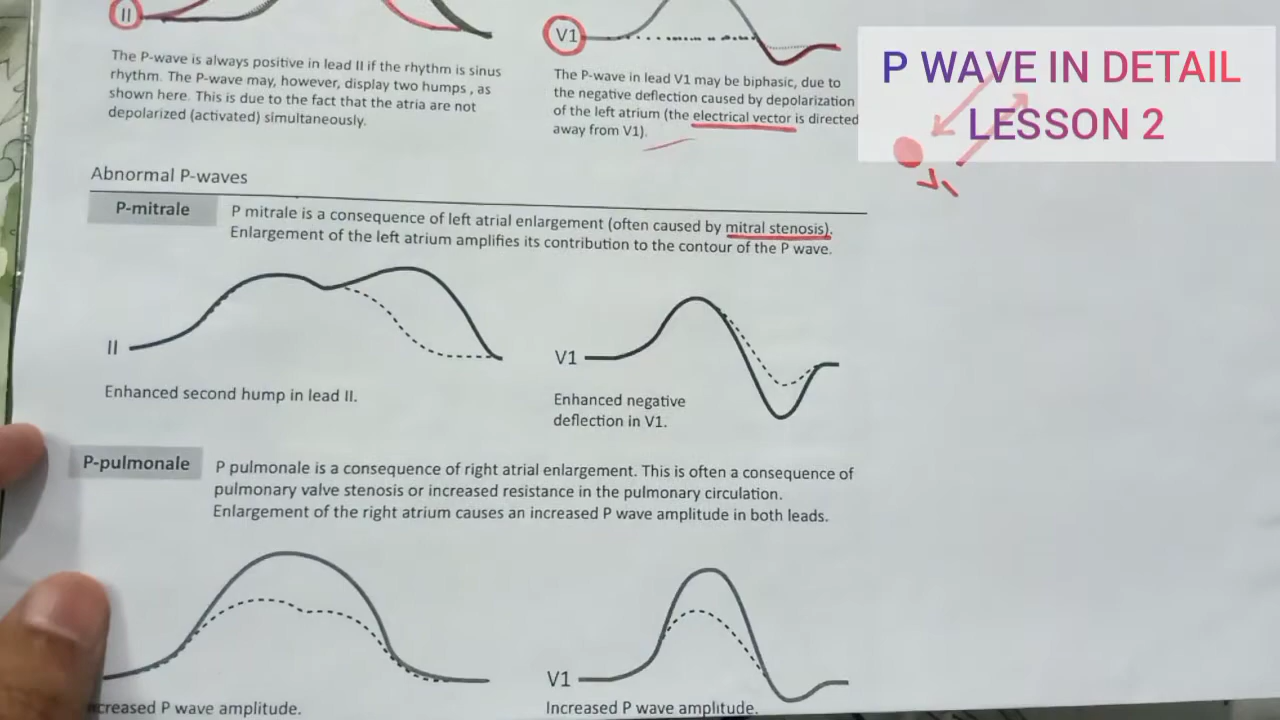 II
The P-wave is always positive in lead II if the rhythm is sinus
rhythm. The P-wave may, however, display two humps , as
shown here. This is due to the fact that the atria are not
depolarized (activated) simultaneously.
V1
The P-wave in lead V1 may be biphasic, due to
the negative deflection caused by depolarization
of the left atrium (the electrical vector is directed
away from V1).
P WAVE IN DETAIL
LESSON 2
V1
Abnormal P-waves
P-mitrale
P mitrale is a consequence of left atrial enlargement (often caused by mitral stenosis).
Enlargement of the left atrium amplifies its contribution to the contour of the P wave.
II
Enhanced second hump in lead II.
V1
Enhanced negative
deflection in V1.
P-pulmonale
P pulmonale is a consequence of right atrial enlargement. This is often a consequence of
pulmonary valve stenosis or increased resistance in the pulmonary circulation.
Enlargement of the right atrium causes an increased P wave amplitude in both leads.
creased P wave amplitude.
V1
Increased P wave amplitude.